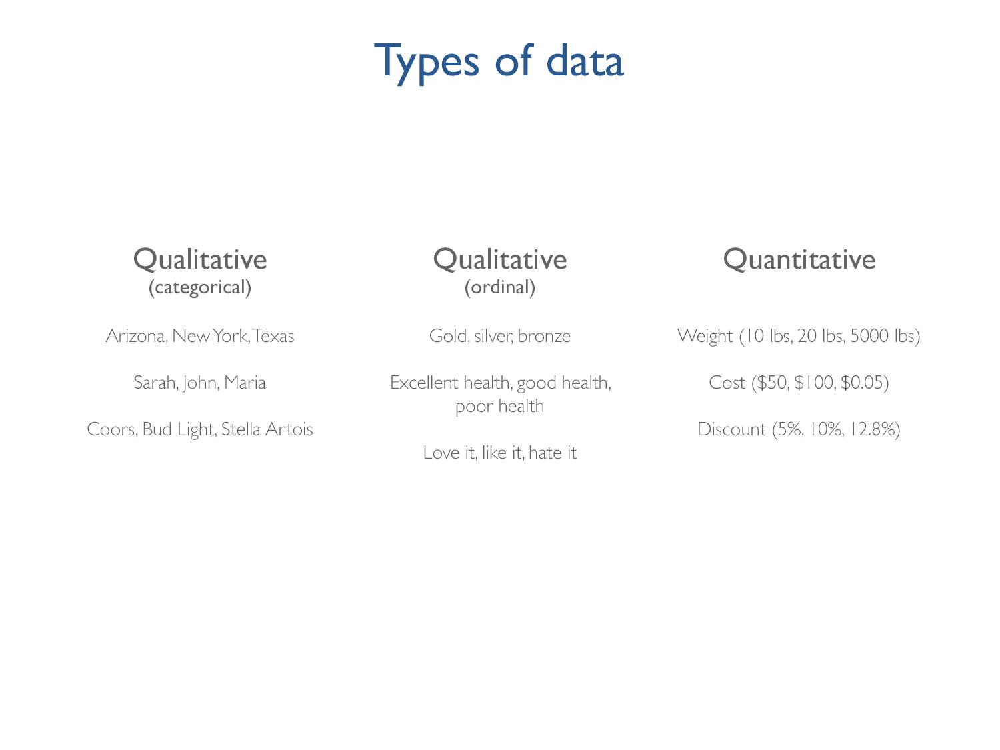 Types of data
Qualitative
(categorical)
Arizona, New York, Texas
Sarah, John, Maria
Coors, Bud Light, Stella Artois
Qualitative
(ordinal)
Gold, silver, bronze
Excellent health, good health,
poor health
Love it, like it, hate it
Quantitative
Weight (10 lbs, 20 lbs, 5000 lbs)
Cost ($50, $100, $0.05)
Discount (5%, 10%, 12.8%)